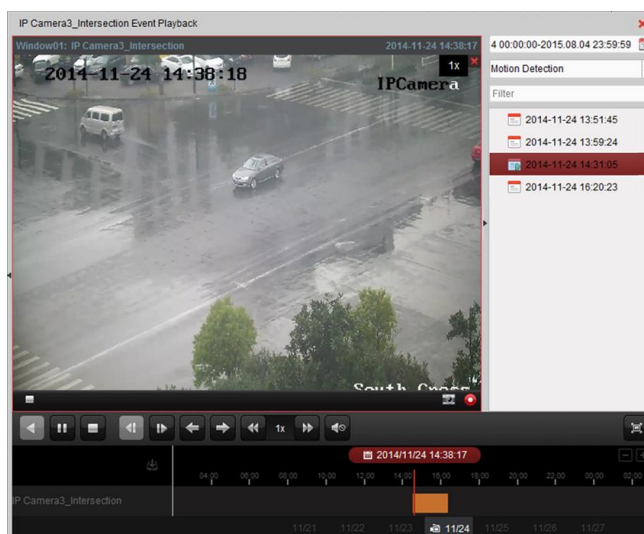 IP Camera3_Intersection Event Playback
Window01: IP Camera3_Intersection 2014-11-24 14:38:17
2014-11-24 14:38:18
1x
IPCamera
South Cross
4 00:00:00-2015.08.04 23:59:59
Motion Detection
Filter
2014-11-24 13:51:45
2014-11-24 13:59:24
2014-11-24 14:31:05
2014-11-24 16:20:23
1x
2014/11/24 14:38:17
04:00 06:00 08:00 10:00 12:00 14:00 16:00 18:00 20:00 22:00 00:00 02:00
IP Camera3_Intersection
11/21 11/22 11/23 11/24 11/25 11/26 11/27